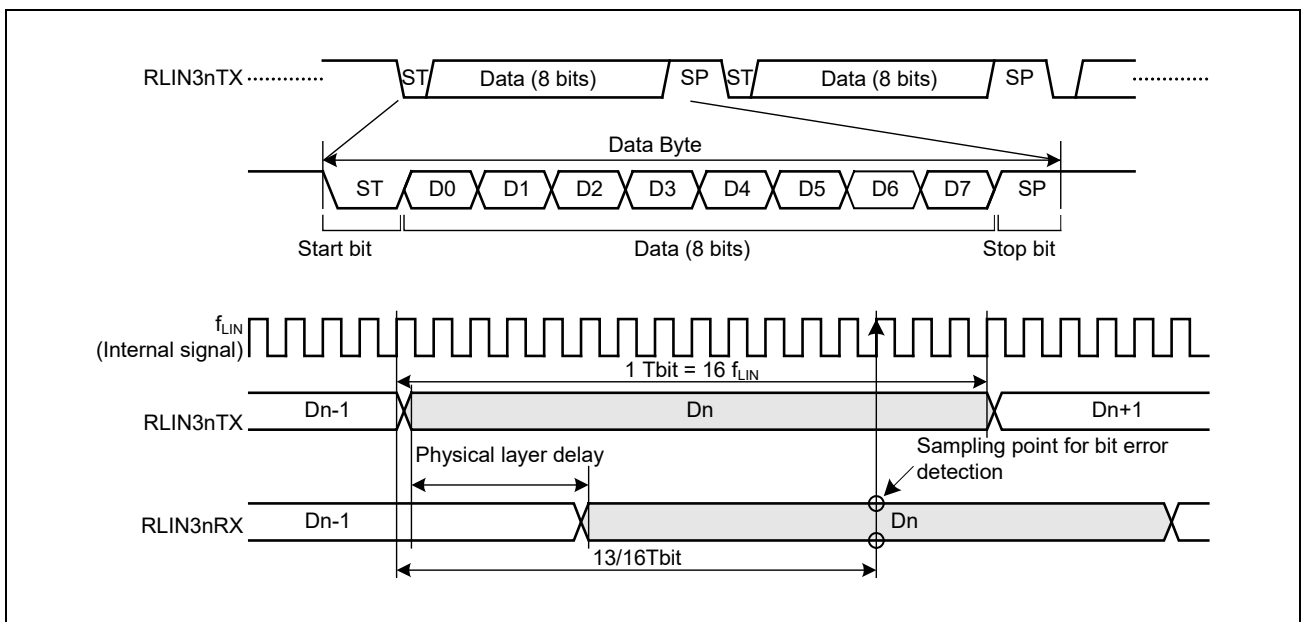 RLIN3nTX ST Data (8 bits) SP ST Data (8 bits) SP
Data Byte
ST D0 D1 D2 D3 D4 D5 D6 D7 SP
Start bit Data (8 bits) Stop bit
fLIN
(Internal signal)
1 Tbit = 16 fLIN
RLIN3nTX Dn-1 Dn Dn+1
Sampling point for bit error
detection
Physical layer delay
RLIN3nRX Dn-1 Dn
13/16Tbit